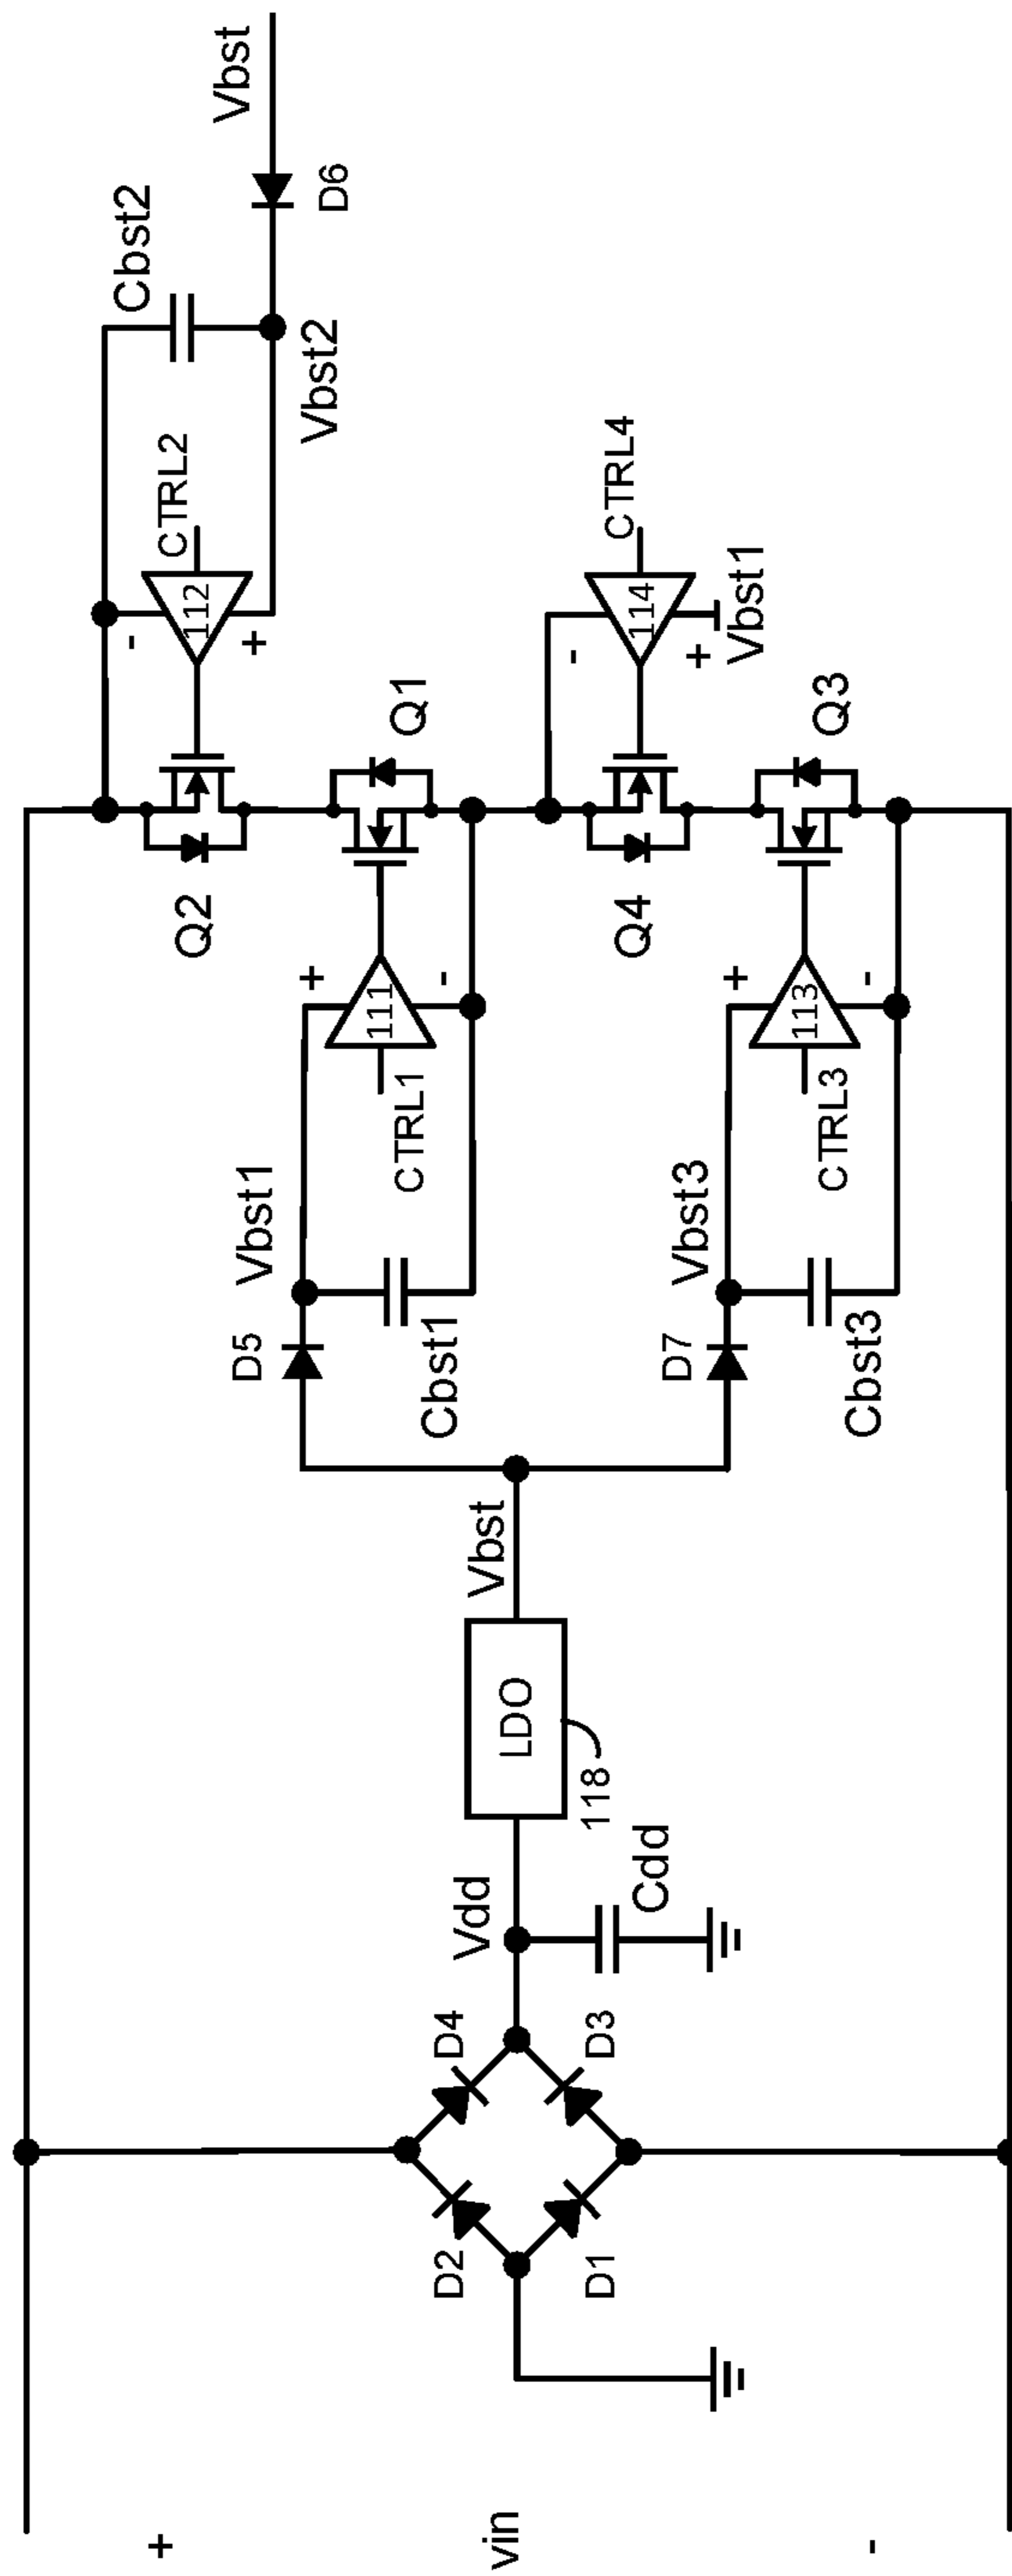 +
vin
-
D2
D1
D4
D3
Vdd
Cdd
LDO
118
Vbst
D5
Vbst1
Cbst1
CTRL1
111
+
-
D7
Vbst3
Cbst3
CTRL3
113
+
-
Q2
Q1
Q4
Q3
112
-
+
CTRL2
Cbst2
Vbst2
D6
Vbst
114
-
+
CTRL4
Vbst1